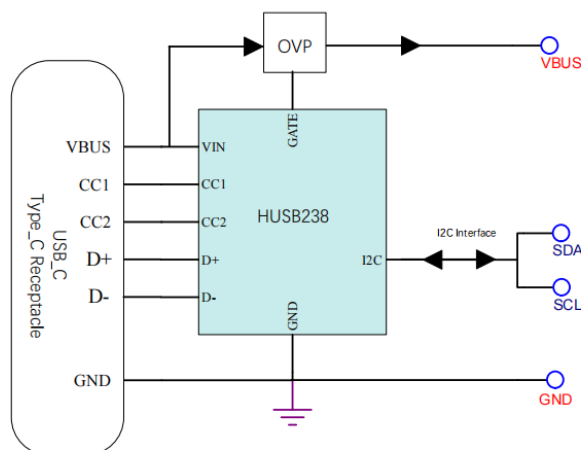 OVP
VBUS
GATE
VBUS
VIN
CC1
CC1
HUSB238
CC2
CC2
I2C Interface
D+
D+
I2C
SDA
D-
D-
SCL
GND
GND
GND
USB_C
Type_C Receptacle